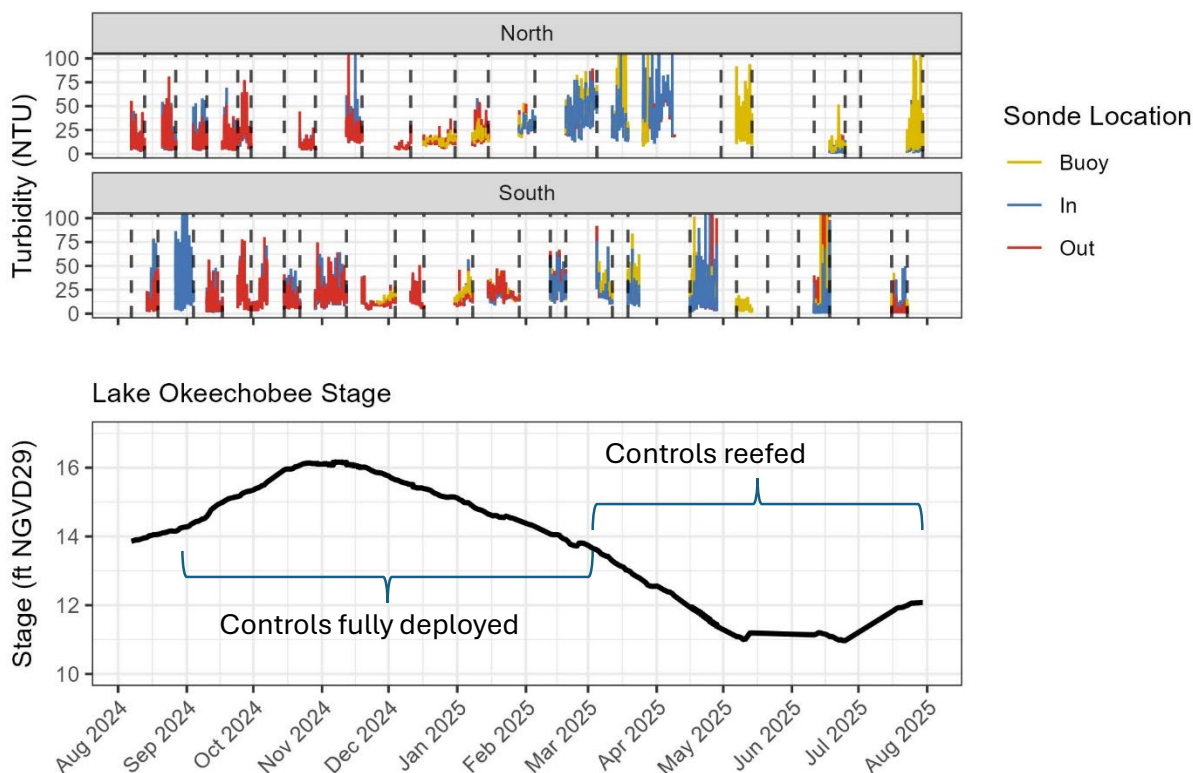 North
Turbidity (NTU)
100
75
50
25
0
South
100
75
50
25
0
Sonde Location
Buoy
In
Out
Lake Okeechobee Stage
Stage (ft NGVD29)
16
14
12
10
Controls reefed
Controls fully deployed
Aug 2024
Sep 2024
Oct 2024
Nov 2024
Dec 2024
Jan 2025
Feb 2025
Mar 2025
Apr 2025
May 2025
Jun 2025
Jul 2025
Aug 2025